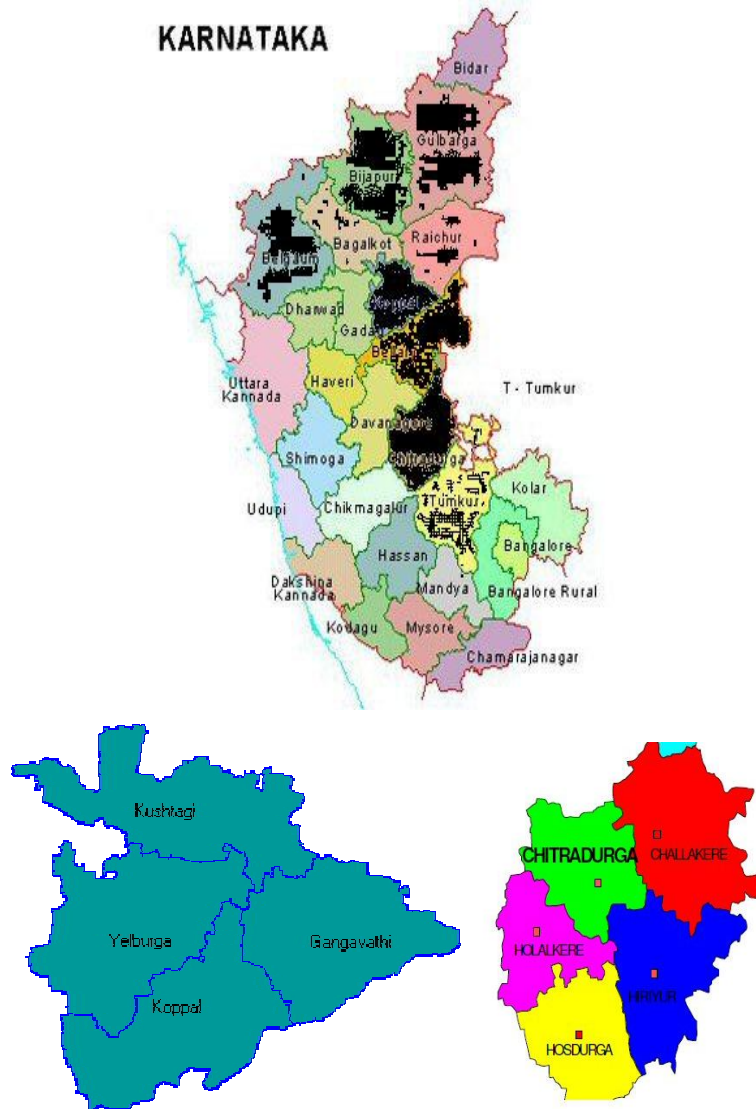 KARNATAKA
Bidar
Gulbarga
Bijapur
Raichur
Bagalkot
Belgaum
Koppal
Dharwad
Gadag
Bellary
Uttara
Kannada
Haveri
T - Tumkur
Davanagere
Shimoga
Chitradurga
Kolar
Udupi
Chikmagalur
Tumkur
Bangalore
Hassan
Dakshina
Kannada
Mandya
Bangalore Rural
Kodagu
Mysore
Chamarajanagar
Kushtagi
Yelburga
Gangavathi
Koppal
CHITRADURGA
CHALLAKERE
HOLALKERE
HIRIYUR
HOSDURGA